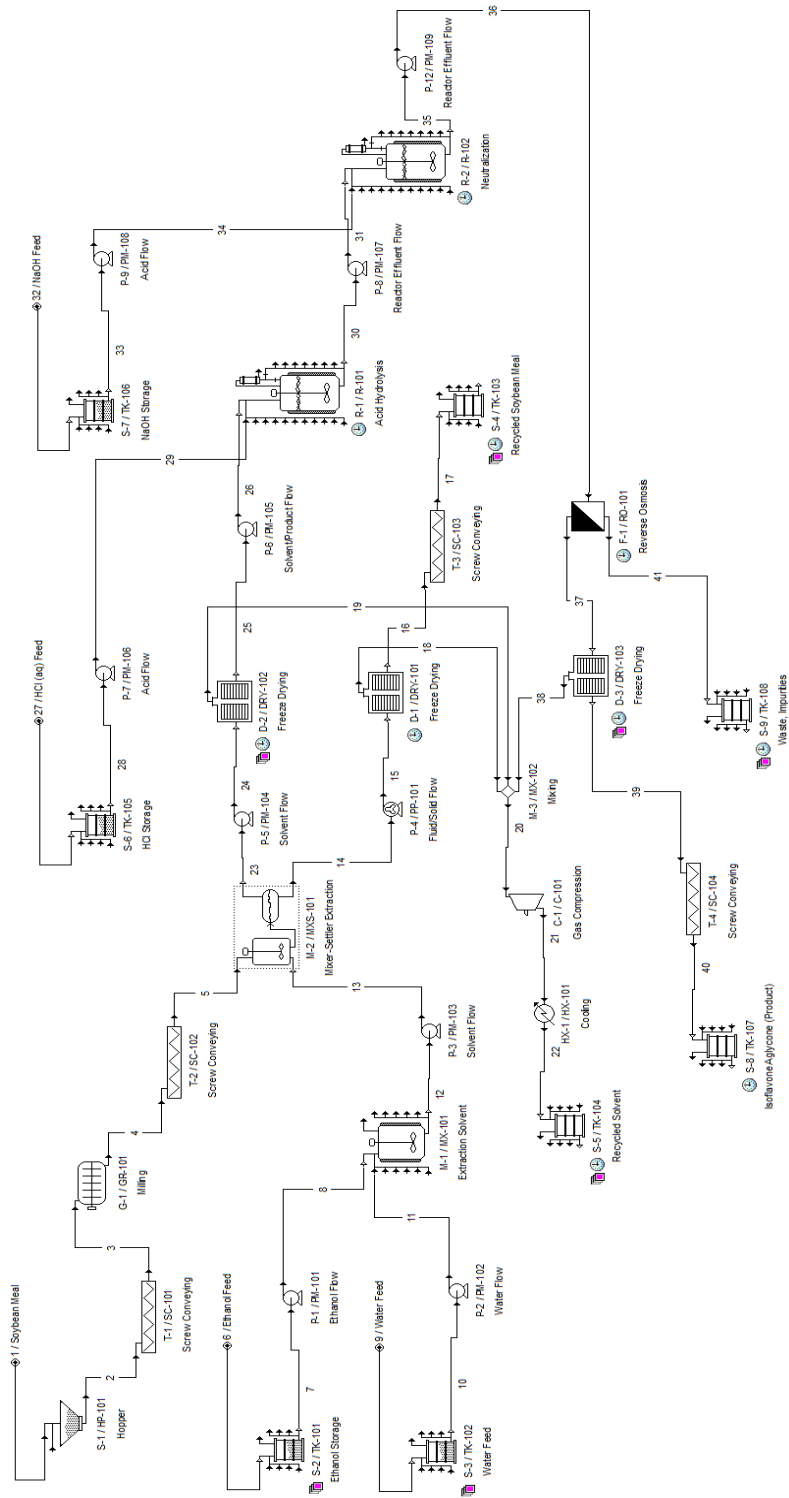 1 / Soybean Meal
S-1 / HP-101
Hopper
2
T-1 / SC-101
Screw Conveying
3
G-1 / GR-101
Milling
4
T-2 / SC-102
Screw Conveying
5
6 / Ethanol Feed
S-2 / TK-101
Ethanol Storage
7
P-1 / PM-101
Ethanol Flow
8
9 / Water Feed
S-3 / TK-102
Water Feed
10
P-2 / PM-102
Water Flow
11
M-1 / MX-101
Extraction Solvent
12
P-3 / PM-103
Solvent Flow
13
M-2 / MXS-101
Mixer-Settler Extraction
14
P-4 / PP-101
Fluid/Solid Flow
15
D-1 / DRY-101
Freeze Drying
16
T-3 / SC-103
Screw Conveying
17
S-4 / TK-103
Recycled Soybean Meal
18
19
M-3 / MX-102
Mixing
20
C-1 / C-101
Gas Compression
21
HX-1 / HX-101
Cooling
22
S-5 / TK-104
Recycled Solvent
23
P-5 / PM-104
Solvent Flow
24
D-2 / DRY-102
Freeze Drying
25
P-6 / PM-105
Solvent/Product Flow
26
27 / HCl (aq) Feed
S-6 / TK-105
HCl Storage
28
P-7 / PM-106
Acid Flow
29
R-1 / R-101
Acid Hydrolysis
30
P-8 / PM-107
Reactor Effluent Flow
31
32 / NaOH Feed
S-7 / TK-106
NaOH Storage
33
P-9 / PM-108
Acid Flow
34
R-2 / R-102
Neutralization
35
P-12 / PM-109
Reactor Effluent Flow
36
F-1 / RO-101
Reverse Osmosis
37
D-3 / DRY-103
Freeze Drying
38
39
T-4 / SC-104
Screw Conveying
40
S-8 / TK-107
Isoflavone Aglycone (Product)
41
S-9 / TK-108
Waste, Impurities